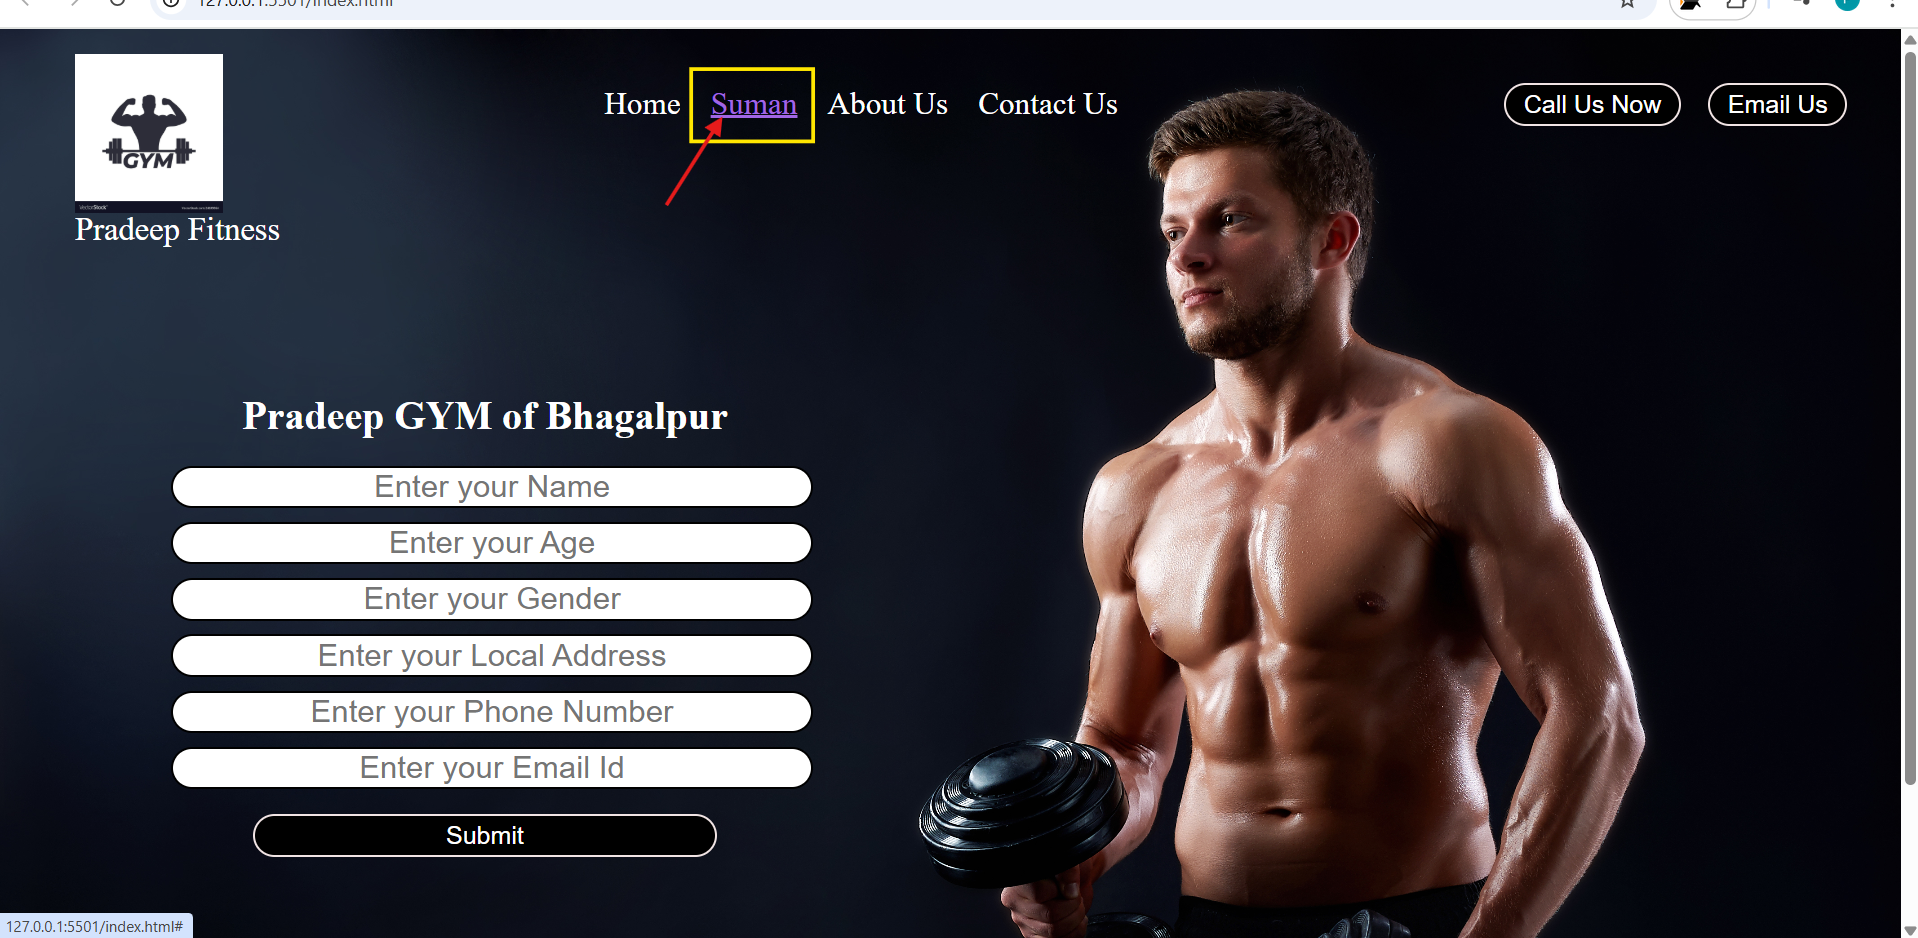 127.0.0.1:5501/index.html
Home Suman About Us Contact Us
Call Us Now Email Us
GYM
VectorStock
Pradeep Fitness
Pradeep GYM of Bhagalpur
Enter your Name
Enter your Age
Enter your Gender
Enter your Local Address
Enter your Phone Number
Enter your Email Id
Submit
127.0.0.1:5501/index.html#